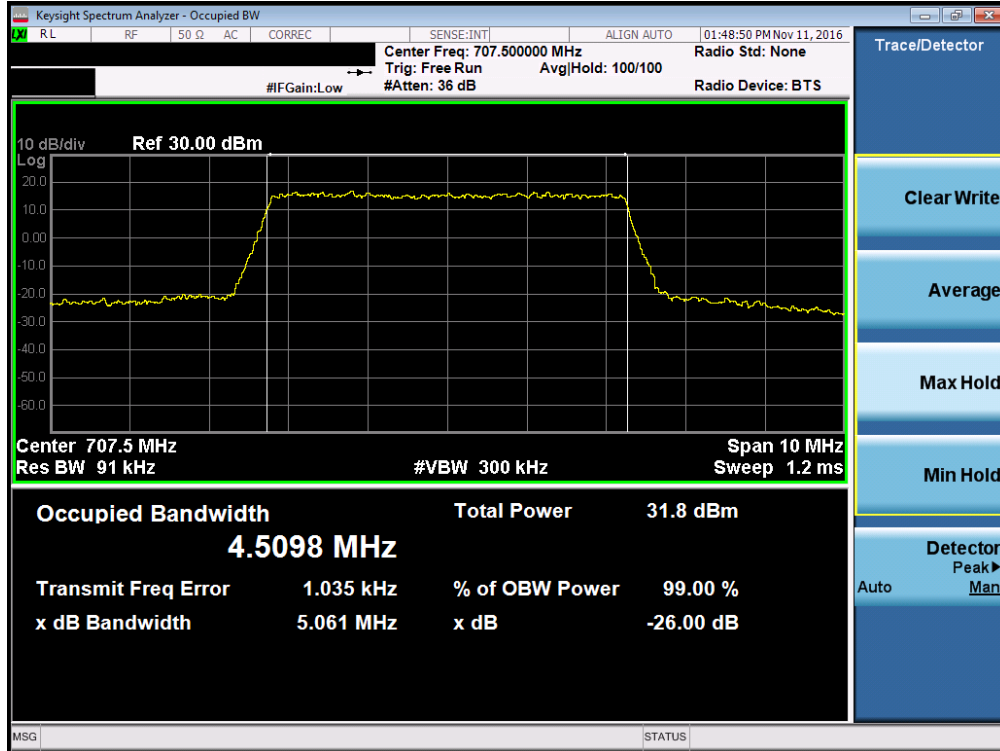 Keysight Spectrum Analyzer - Occupied BW
LXI RL RF 50 Ω AC CORREC SENSE:INT ALIGN AUTO 01:48:50 PM Nov 11, 2016
Center Freq: 707.500000 MHz Radio Std: None
Trig: Free Run Avg|Hold: 100/100
#IFGain:Low #Atten: 36 dB Radio Device: BTS
Trace/Detector
10 dB/div Ref 30.00 dBm
Log
20.0
10.0
0.00
-10.0
-20.0
-30.0
-40.0
-50.0
-60.0
Center 707.5 MHz Span 10 MHz
Res BW 91 kHz #VBW 300 kHz Sweep 1.2 ms
Occupied Bandwidth Total Power 31.8 dBm
4.5098 MHz
Transmit Freq Error 1.035 kHz % of OBW Power 99.00 %
x dB Bandwidth 5.061 MHz x dB -26.00 dB
Clear Write
Average
Max Hold
Min Hold
Detector
Peak▶
Auto Man
MSG STATUS